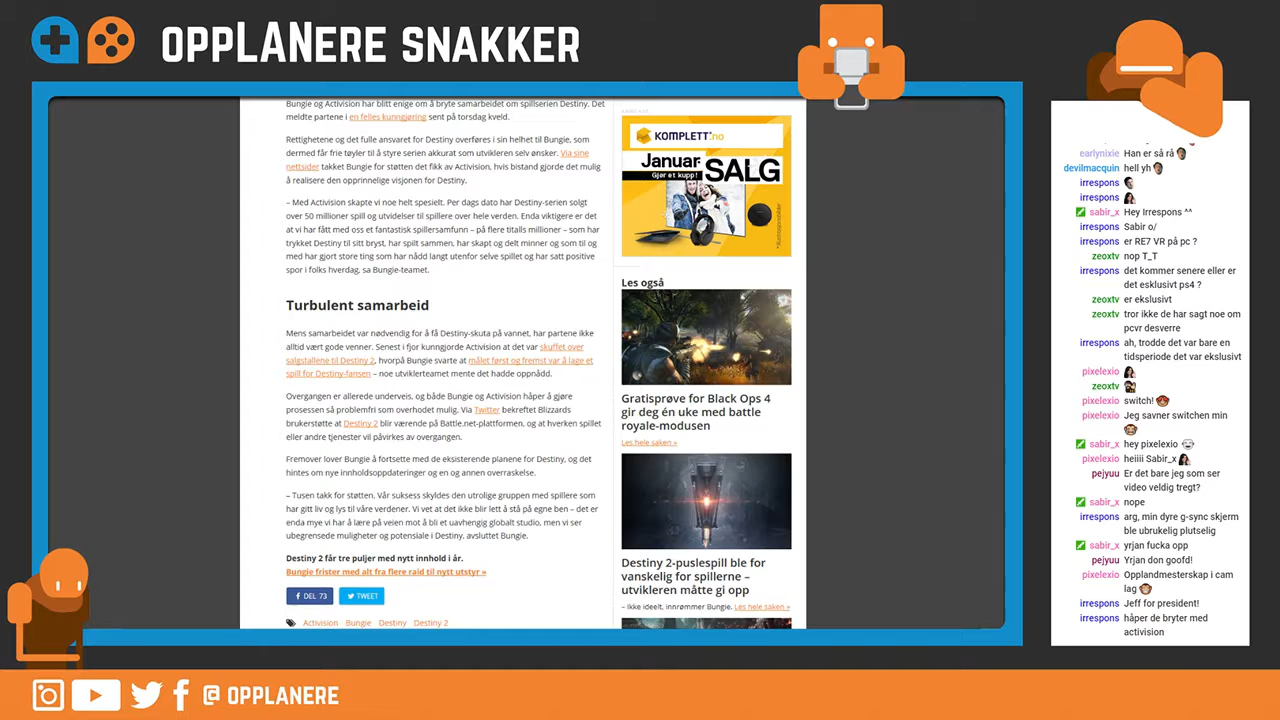 OPPLANERE SNAKKER
Bungie og Activision har blitt enige om å bryte samarbeidet om spillserien Destiny. Det
meldte partene i en felles kunngjøring sent på torsdag kveld.
Rettighetene og det fulle ansvaret for Destiny overføres i sin helhet til Bungie, som
dermed får frie tøyler til å styre serien akkurat som utvikleren selv ønsker. Via sine
nettsider takket Bungie for støtten det fikk av Activision, hvis bistand gjorde det mulig
å realisere den opprinnelige visjonen for Destiny.
– Med Activision skapte vi noe helt spesielt. Per dags dato har Destiny-serien solgt
over 50 millioner spill og utvidelser til spillere over hele verden. Enda viktigere er det
at vi har fått med oss et fantastisk spillersamfunn – på flere titalls millioner – som har
trykket Destiny til sitt bryst, har spilt sammen, har skapt og delt minner og som til og
med har gjort store ting som har nådd langt utenfor selve spillet og har satt positive
spor i folks hverdag, sa Bungie-teamet.
Turbulent samarbeid
Mens samarbeidet var nødvendig for å få Destiny-skuta på vannet, har partene ikke
alltid vært gode venner. Senest i fjor kunngjorde Activision at det var skuffet over
salgstallene til Destiny 2, hvorpå Bungie svarte at målet først og fremst var å lage et
spill for Destiny-fansen – noe utviklerteamet mente det hadde oppnådd.
Overgangen er allerede underveis, og både Bungie og Activision håper å gjøre
prosessen så problemfri som overhodet mulig. Via Twitter bekreftet Blizzards
brukerstøtte at Destiny 2 blir værende på Battle.net-plattformen, og at hverken spillet
eller andre tjenester vil påvirkes av overgangen.
Fremover lover Bungie å fortsette med de eksisterende planene for Destiny, og det
hintes om nye innholdsoppdateringer og en og annen overraskelse.
– Tusen takk for støtten. Vår suksess skyldes den utrolige gruppen med spillere som
har gitt liv og lys til våre verdener. Vi vet at det ikke blir lett å stå på egne ben – det er
enda mye vi har å lære på veien mot å bli et uavhengig globalt studio, men vi ser
ubegrensede muligheter og potensiale i Destiny, avsluttet Bungie.
Destiny 2 får tre puljer med nytt innhold i år.
Bungie frister med alt fra flere raid til nytt utstyr »
f DEL 73 TWEET
Activision Bungie Destiny Destiny 2
KOMPLETT.no
Januar
Gjør et kupp!
SALG
Les også
Gratisprøve for Black Ops 4
gir deg én uke med battle
royale-modusen
Les hele saken »
Destiny 2-puslespill ble for
vanskelig for spillerne –
utvikleren måtte gi opp
– Ikke ideelt, innrømmer Bungie. Les hele saken »
earlynixie Han er så rå
devilmacquin hell yh
irrespons
irrespons
sabir_x Hey Irrespons ^^
irrespons Sabir o/
irrespons er RE7 VR på pc ?
zeoxtv nop T_T
irrespons det kommer senere eller er
det esklusivt ps4 ?
zeoxtv er ekslusivt
zeoxtv tror ikke de har sagt noe om
pcvr desverre
irrespons ah, trodde det var bare en
tidsperiode det var eksklusivt
pixelexio
zeoxtv
pixelexio switch!
pixelexio Jeg savner switchen min
sabir_x hey pixelexio
pixelexio heiiii Sabir_x
pejyuu Er det bare jeg som ser
video veldig tregt?
sabir_x nope
irrespons arg, min dyre g-sync skjerm
ble ubrukelig plutselig
sabir_x yrjan fucka opp
pejyuu Yrjan don goofd!
pixelexio Opplandmesterskap i cam
lag
irrespons Jeff for president!
irrespons håper de bryter med
activision
@ OPPLANERE